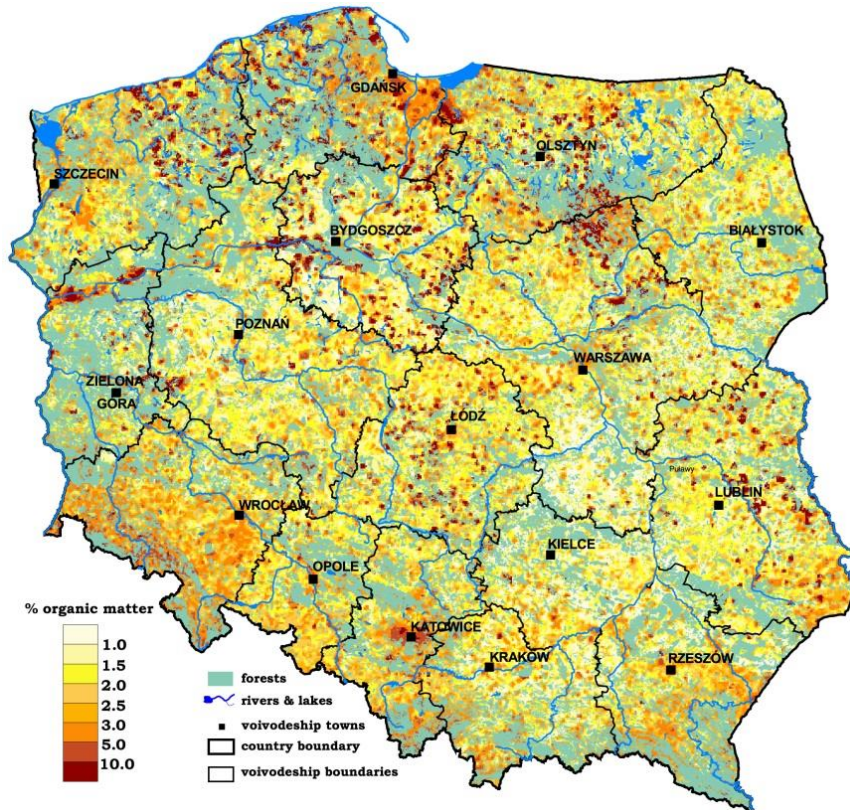 GDAŃSK
OLSZTYN
SZCZECIN
BYDGOSZCZ
BIAŁYSTOK
POZNAŃ
WARSZAWA
ZIELONA
GÓRA
ŁÓDŹ
Puławy
LUBLIN
WROCŁAW
KIELCE
OPOLE
KATOWICE
KRAKÓW
RZESZÓW
% organic matter
1.0
1.5
2.0
2.5
3.0
5.0
10.0
forests
rivers & lakes
voivodeship towns
country boundary
voivodeship boundaries